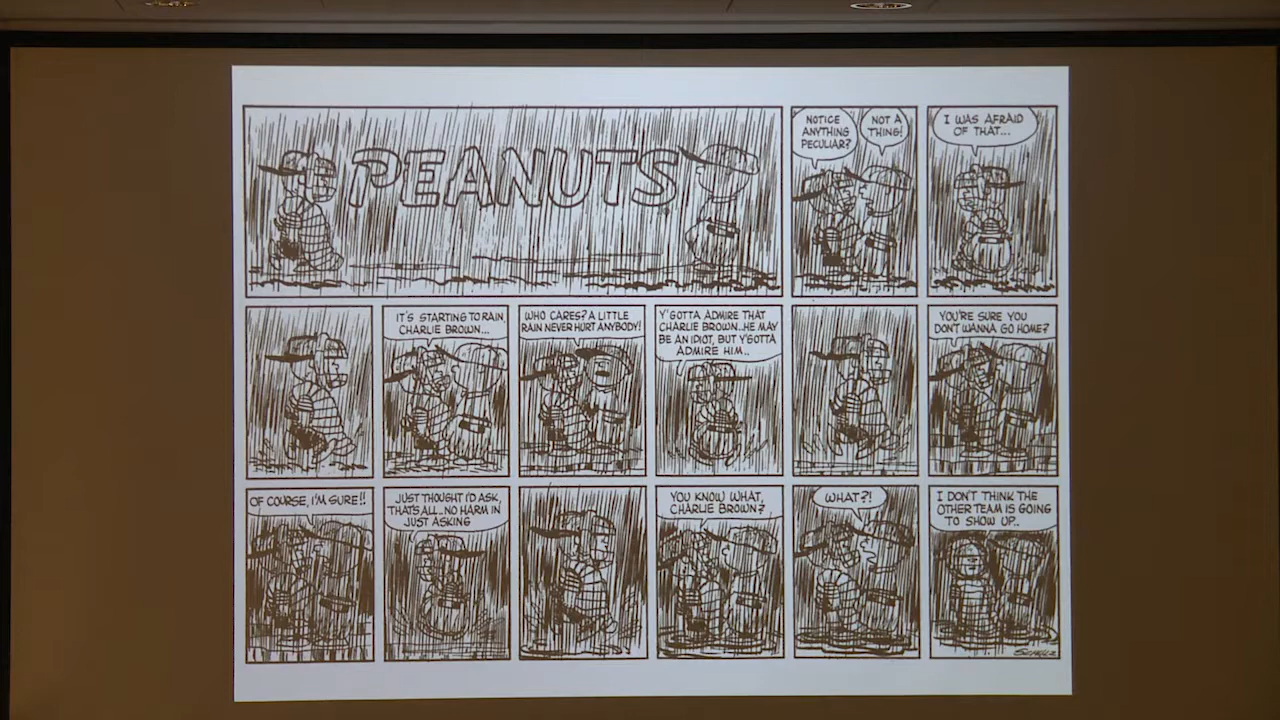 PEANUTS
NOTICE
ANYTHING
PECULIAR?
NOT A
THING!
I WAS AFRAID
OF THAT...
IT'S STARTING TO RAIN,
CHARLIE BROWN...
WHO CARES? A LITTLE
RAIN NEVER HURT ANYBODY!
Y'GOTTA ADMIRE THAT
CHARLIE BROWN..HE MAY
BE AN IDIOT, BUT Y'GOTTA
ADMIRE HIM..
YOU'RE SURE YOU
DON'T WANNA GO HOME?
OF COURSE, I'M SURE!!
JUST THOUGHT I'D ASK,
THAT'S ALL..NO HARM IN
JUST ASKING
YOU KNOW WHAT,
CHARLIE BROWN?
WHAT?!
I DON'T THINK THE
OTHER TEAM IS GOING
TO SHOW UP..
SCHULZ